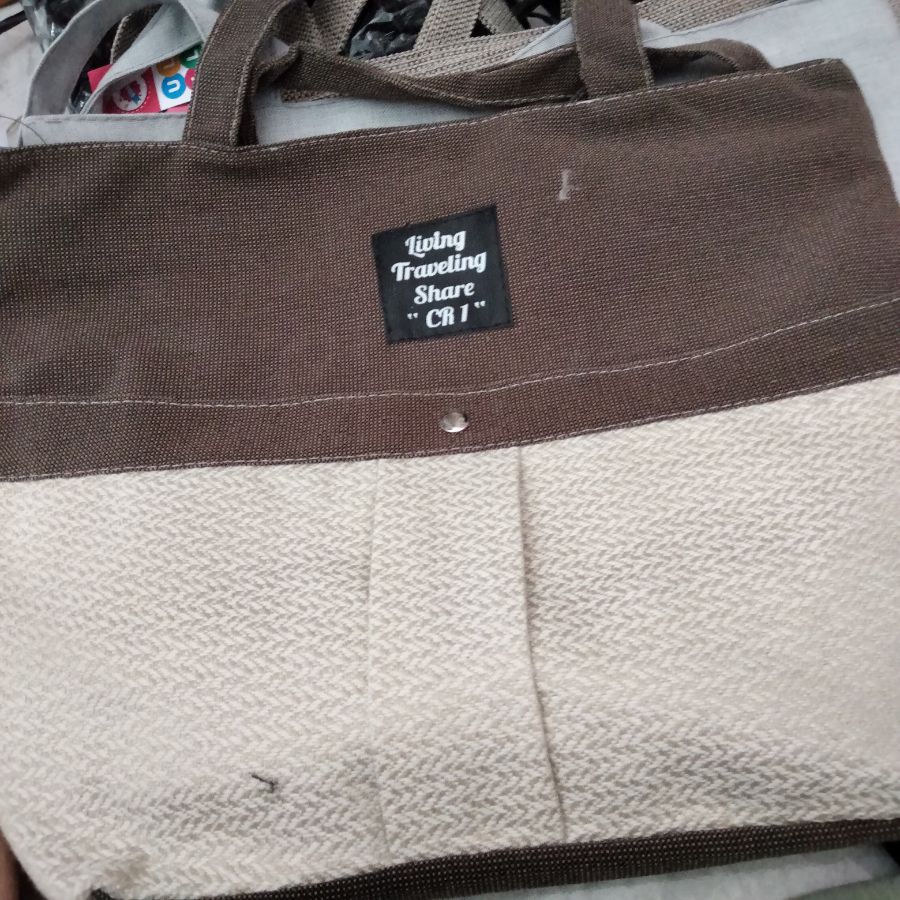 Living
Traveling
Share
“ CR 1 “